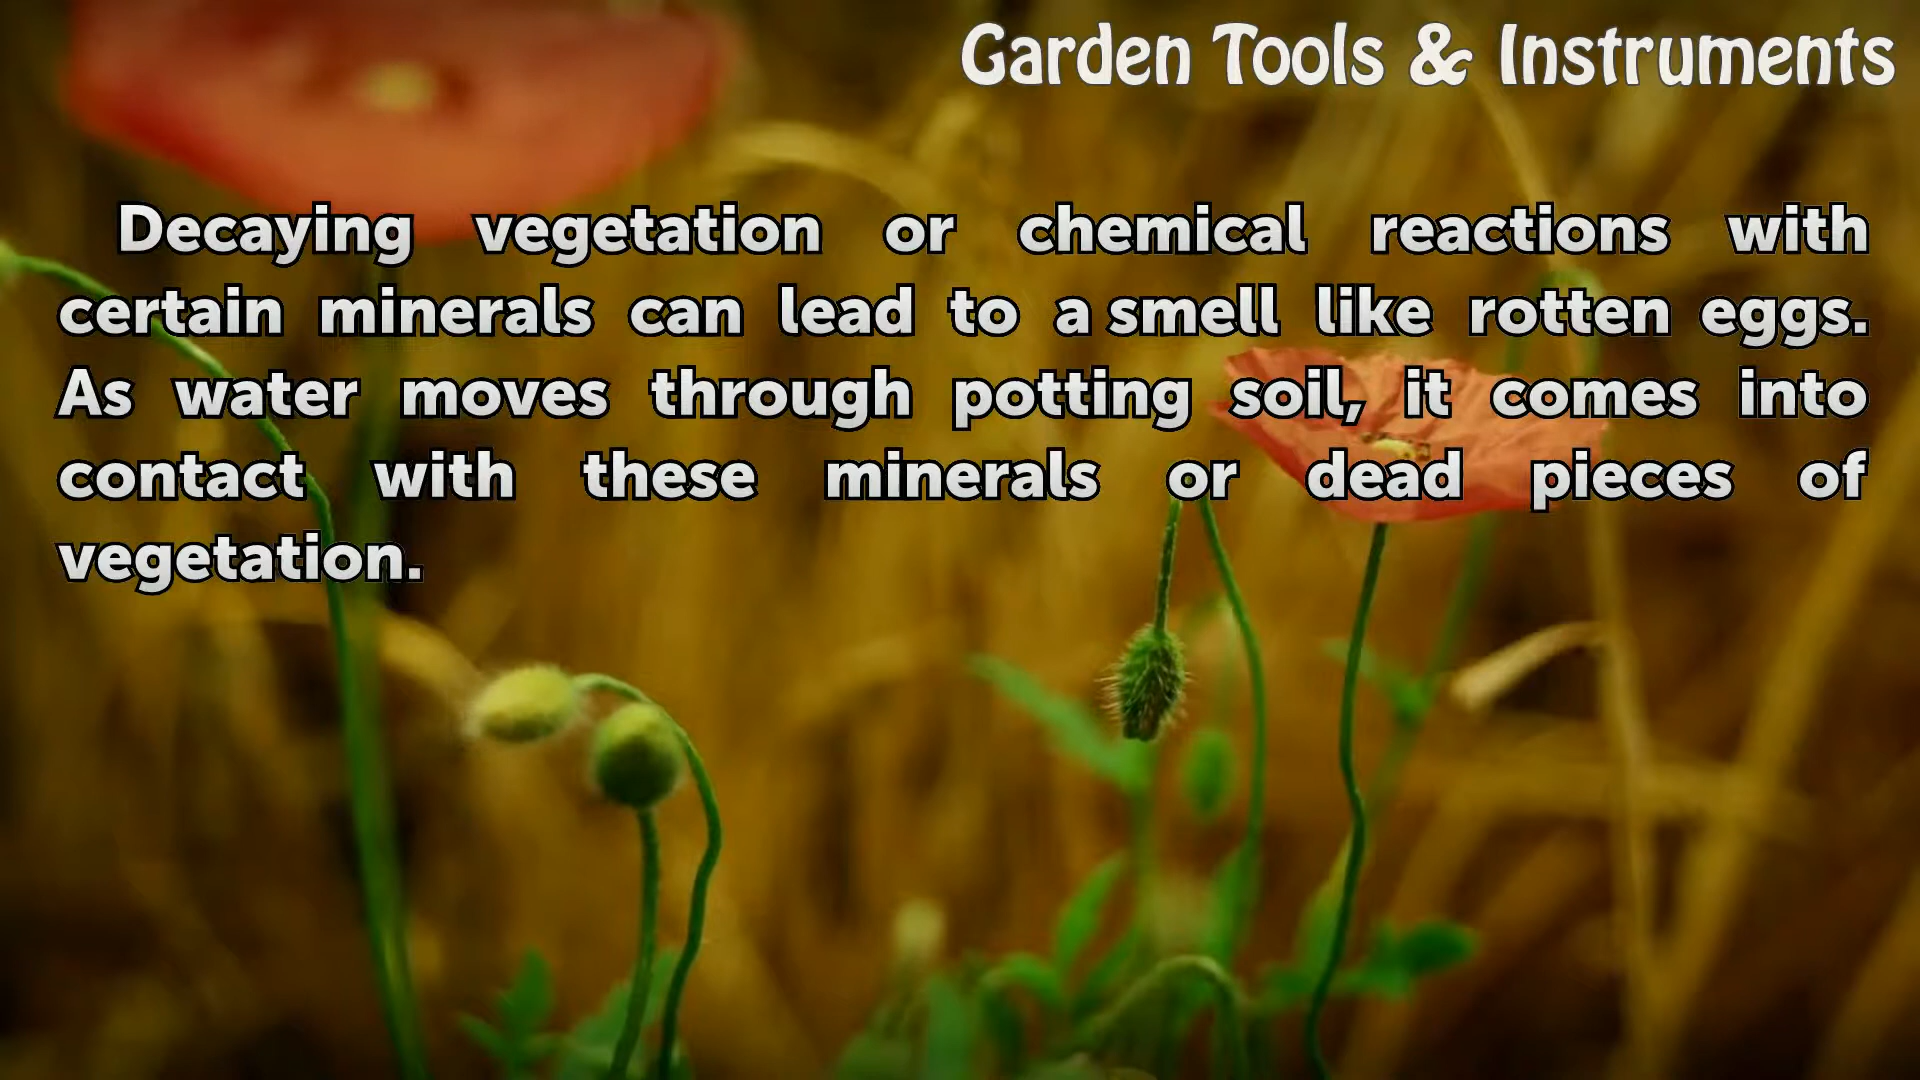 Garden Tools & Instruments
Decaying vegetation or chemical reactions with
certain minerals can lead to a smell like rotten eggs.
As water moves through potting soil, it comes into
contact with these minerals or dead pieces of
vegetation.